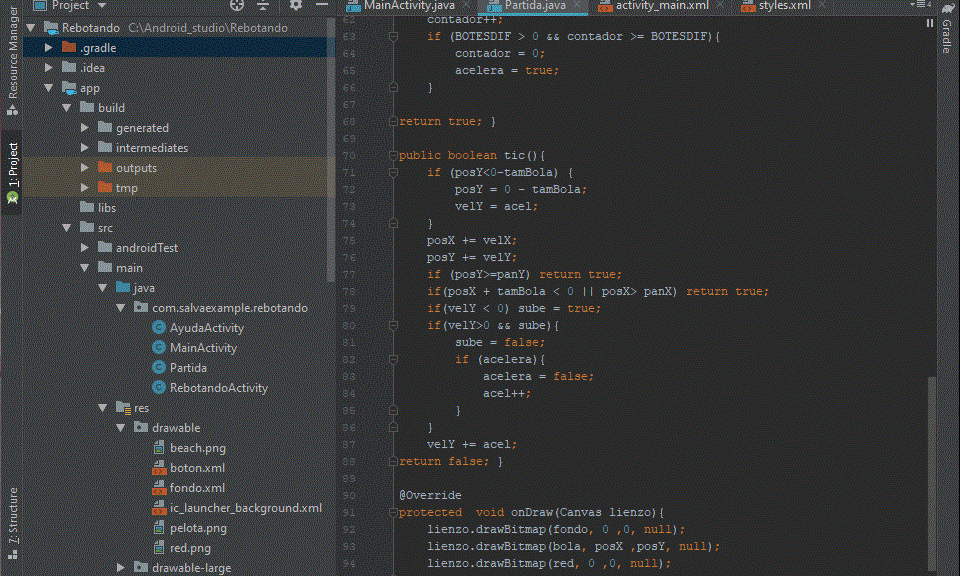 Project
MainActivity.java
Partida.java
activity_main.xml
styles.xml
4
Resource Manager
1: Project
7: Structure
Gradle
Rebotando C:\Android_studio\Rebotando
.gradle
.idea
app
build
generated
intermediates
outputs
tmp
libs
src
androidTest
main
java
com.salvaexample.rebotando
AyudaActivity
MainActivity
Partida
RebotandoActivity
res
drawable
beach.png
boton.xml
fondo.xml
ic_launcher_background.xml
pelota.png
red.png
drawable-large
62 contador++;
63 if (BOTESDIF > 0 && contador >= BOTESDIF){
64 contador = 0;
65 acelera = true;
66 }
67
68 return true; }
69
70 public boolean tic(){
71 if (posY<0-tamBola) {
72 posY = 0 - tamBola;
73 velY = acel;
74 }
75 posX += velX;
76 posY += velY;
77 if (posY>=panY) return true;
78 if(posX + tamBola < 0 || posX> panX) return true;
79 if(velY < 0) sube = true;
80 if(velY>0 && sube){
81 sube = false;
82 if (acelera){
83 acelera = false;
84 acel++;
85 }
86 }
87 velY += acel;
88 return false; }
89
90 @Override
91 protected void onDraw(Canvas lienzo){
92 lienzo.drawBitmap(fondo, 0 ,0, null);
93 lienzo.drawBitmap(bola, posX ,posY, null);
94 lienzo.drawBitmap(red, 0 ,0, null);